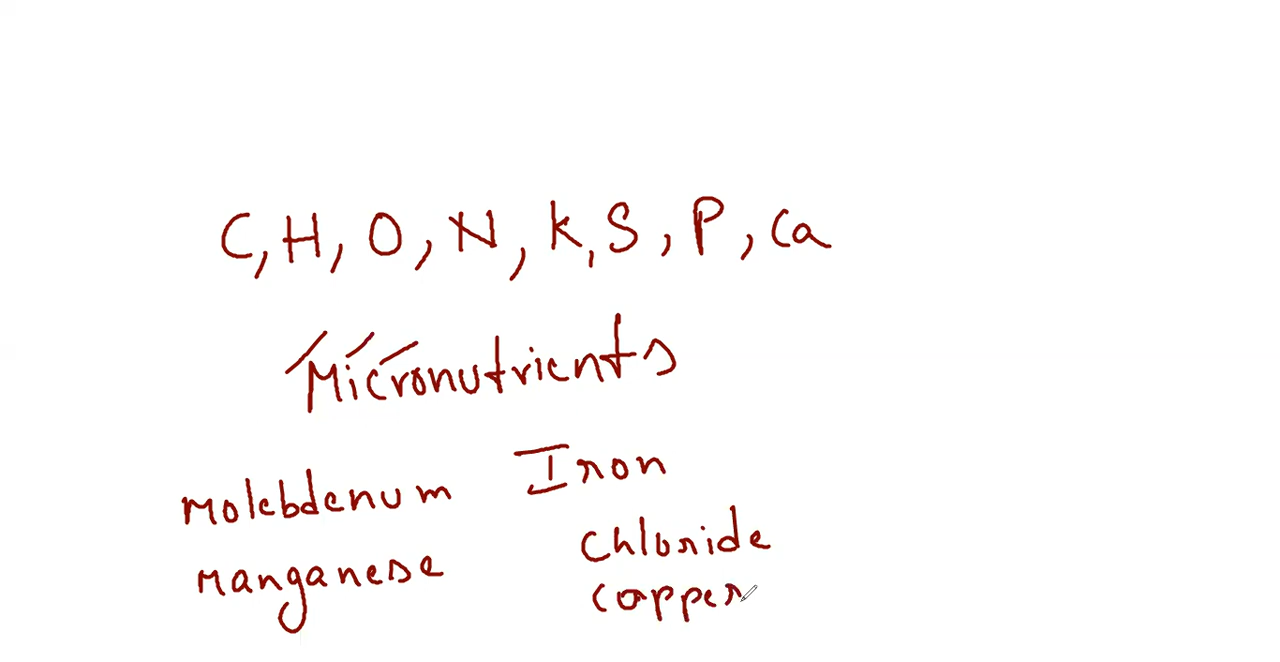 C, H, O, N, K, S, P, Ca
Micronutrients
Molebdenum Iron
Manganese Chloride
Copper